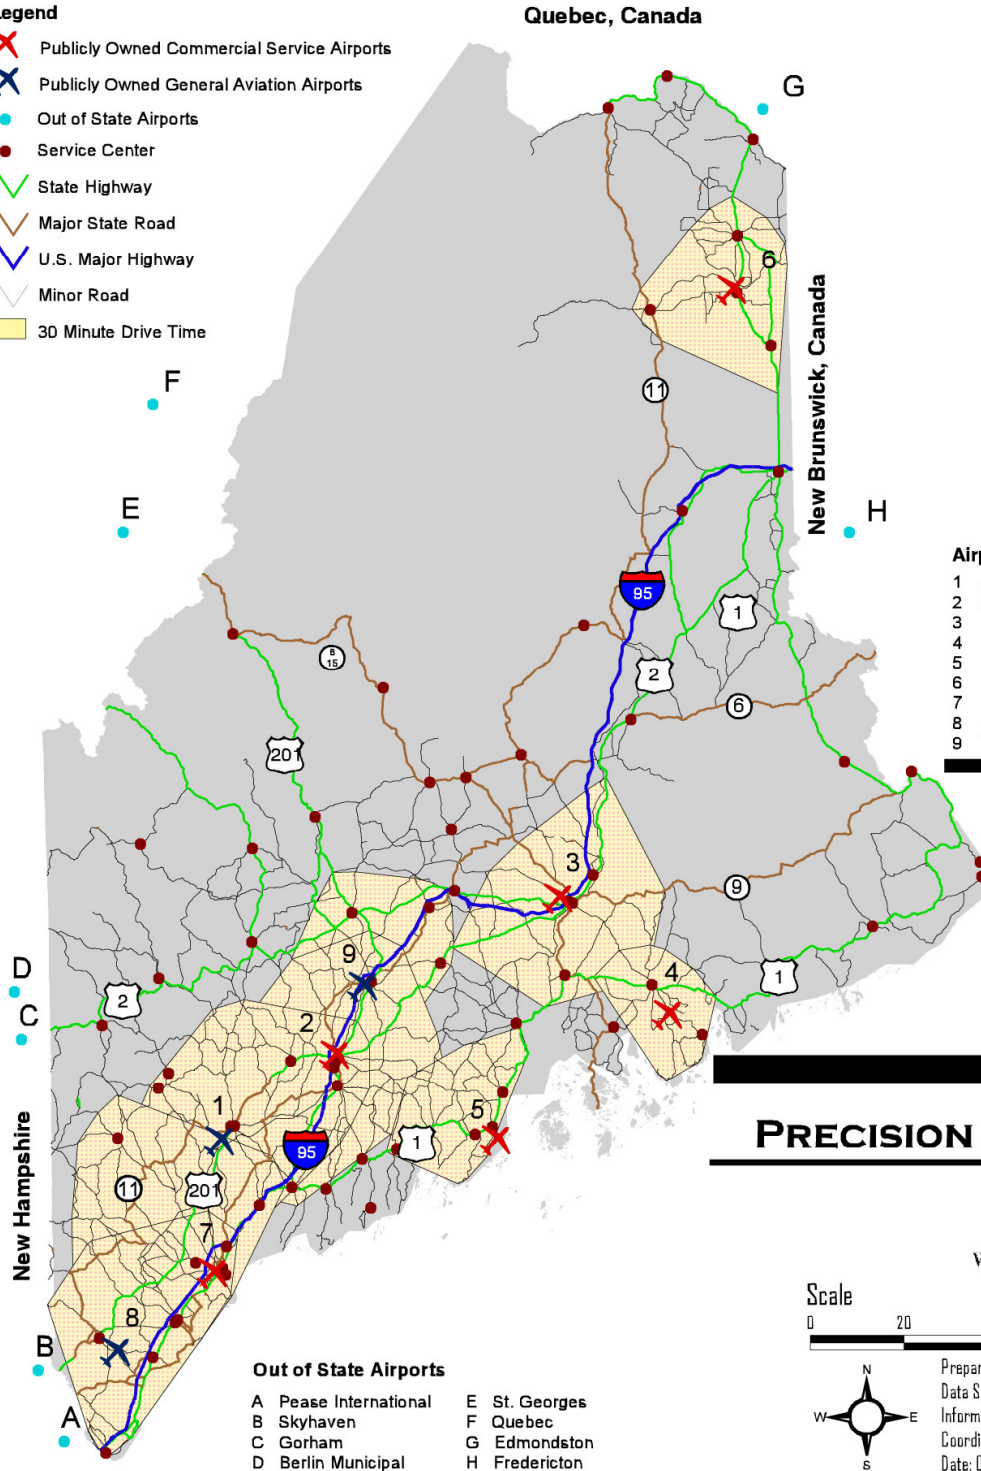 Legend
Quebec, Canada
Publicly Owned Commercial Service Airports
Publicly Owned General Aviation Airports
Out of State Airports
Service Center
State Highway
Major State Road
U.S. Major Highway
Minor Road
30 Minute Drive Time
G
6
New Brunswick, Canada
F
11
E
H
95
1
2
6
8
15
201
1
2
3
4
5
6
7
8
9
3
9
9
4
1
D
2
C
2
1
5
1
95
11
201
New Hampshire
7
8
B
A
PRECISION
Scale
0 20
N
W E
S
Out of State Airports
A Pease International
B Skyhaven
C Gorham
D Berlin Municipal
E St. Georges
F Quebec
G Edmondston
H Fredericton